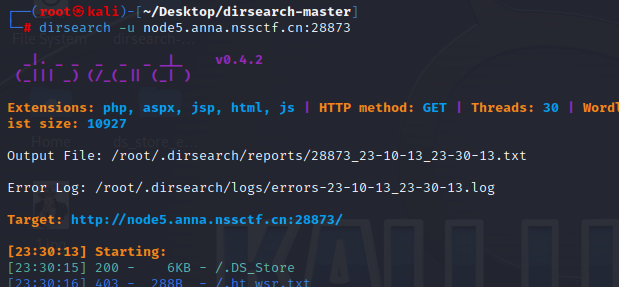 ┌──(root㉿kali)-[~/Desktop/dirsearch-master]
└─# dirsearch -u node5.anna.nssctf.cn:28873
_|. _ _ _ _ _ _|_ v0.4.2
(_||| _) (/_(_|| (_| )
Extensions: php, aspx, jsp, html, js | HTTP method: GET | Threads: 30 | Wordl
ist size: 10927
Output File: /root/.dirsearch/reports/28873_23-10-13_23-30-13.txt
Error Log: /root/.dirsearch/logs/errors-23-10-13_23-30-13.log
Target: http://node5.anna.nssctf.cn:28873/
[23:30:13] Starting:
[23:30:15] 200 - 6KB - /.DS_Store
[23:30:16] 403 - 288B - /.ht_wsr.txt